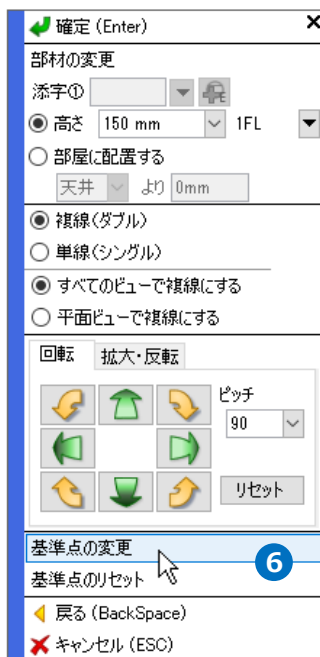 確定 (Enter) ×
部材の変更
添字①
高さ 150 mm 1FL
部屋に配置する
天井 より 0mm
複線(ダブル)
単線(シングル)
すべてのビューで複線にする
平面ビューで複線にする
回転 拡大・反転
ピッチ
90
リセット
基準点の変更
6
基準点のリセット
戻る (BackSpace)
キャンセル (ESC)